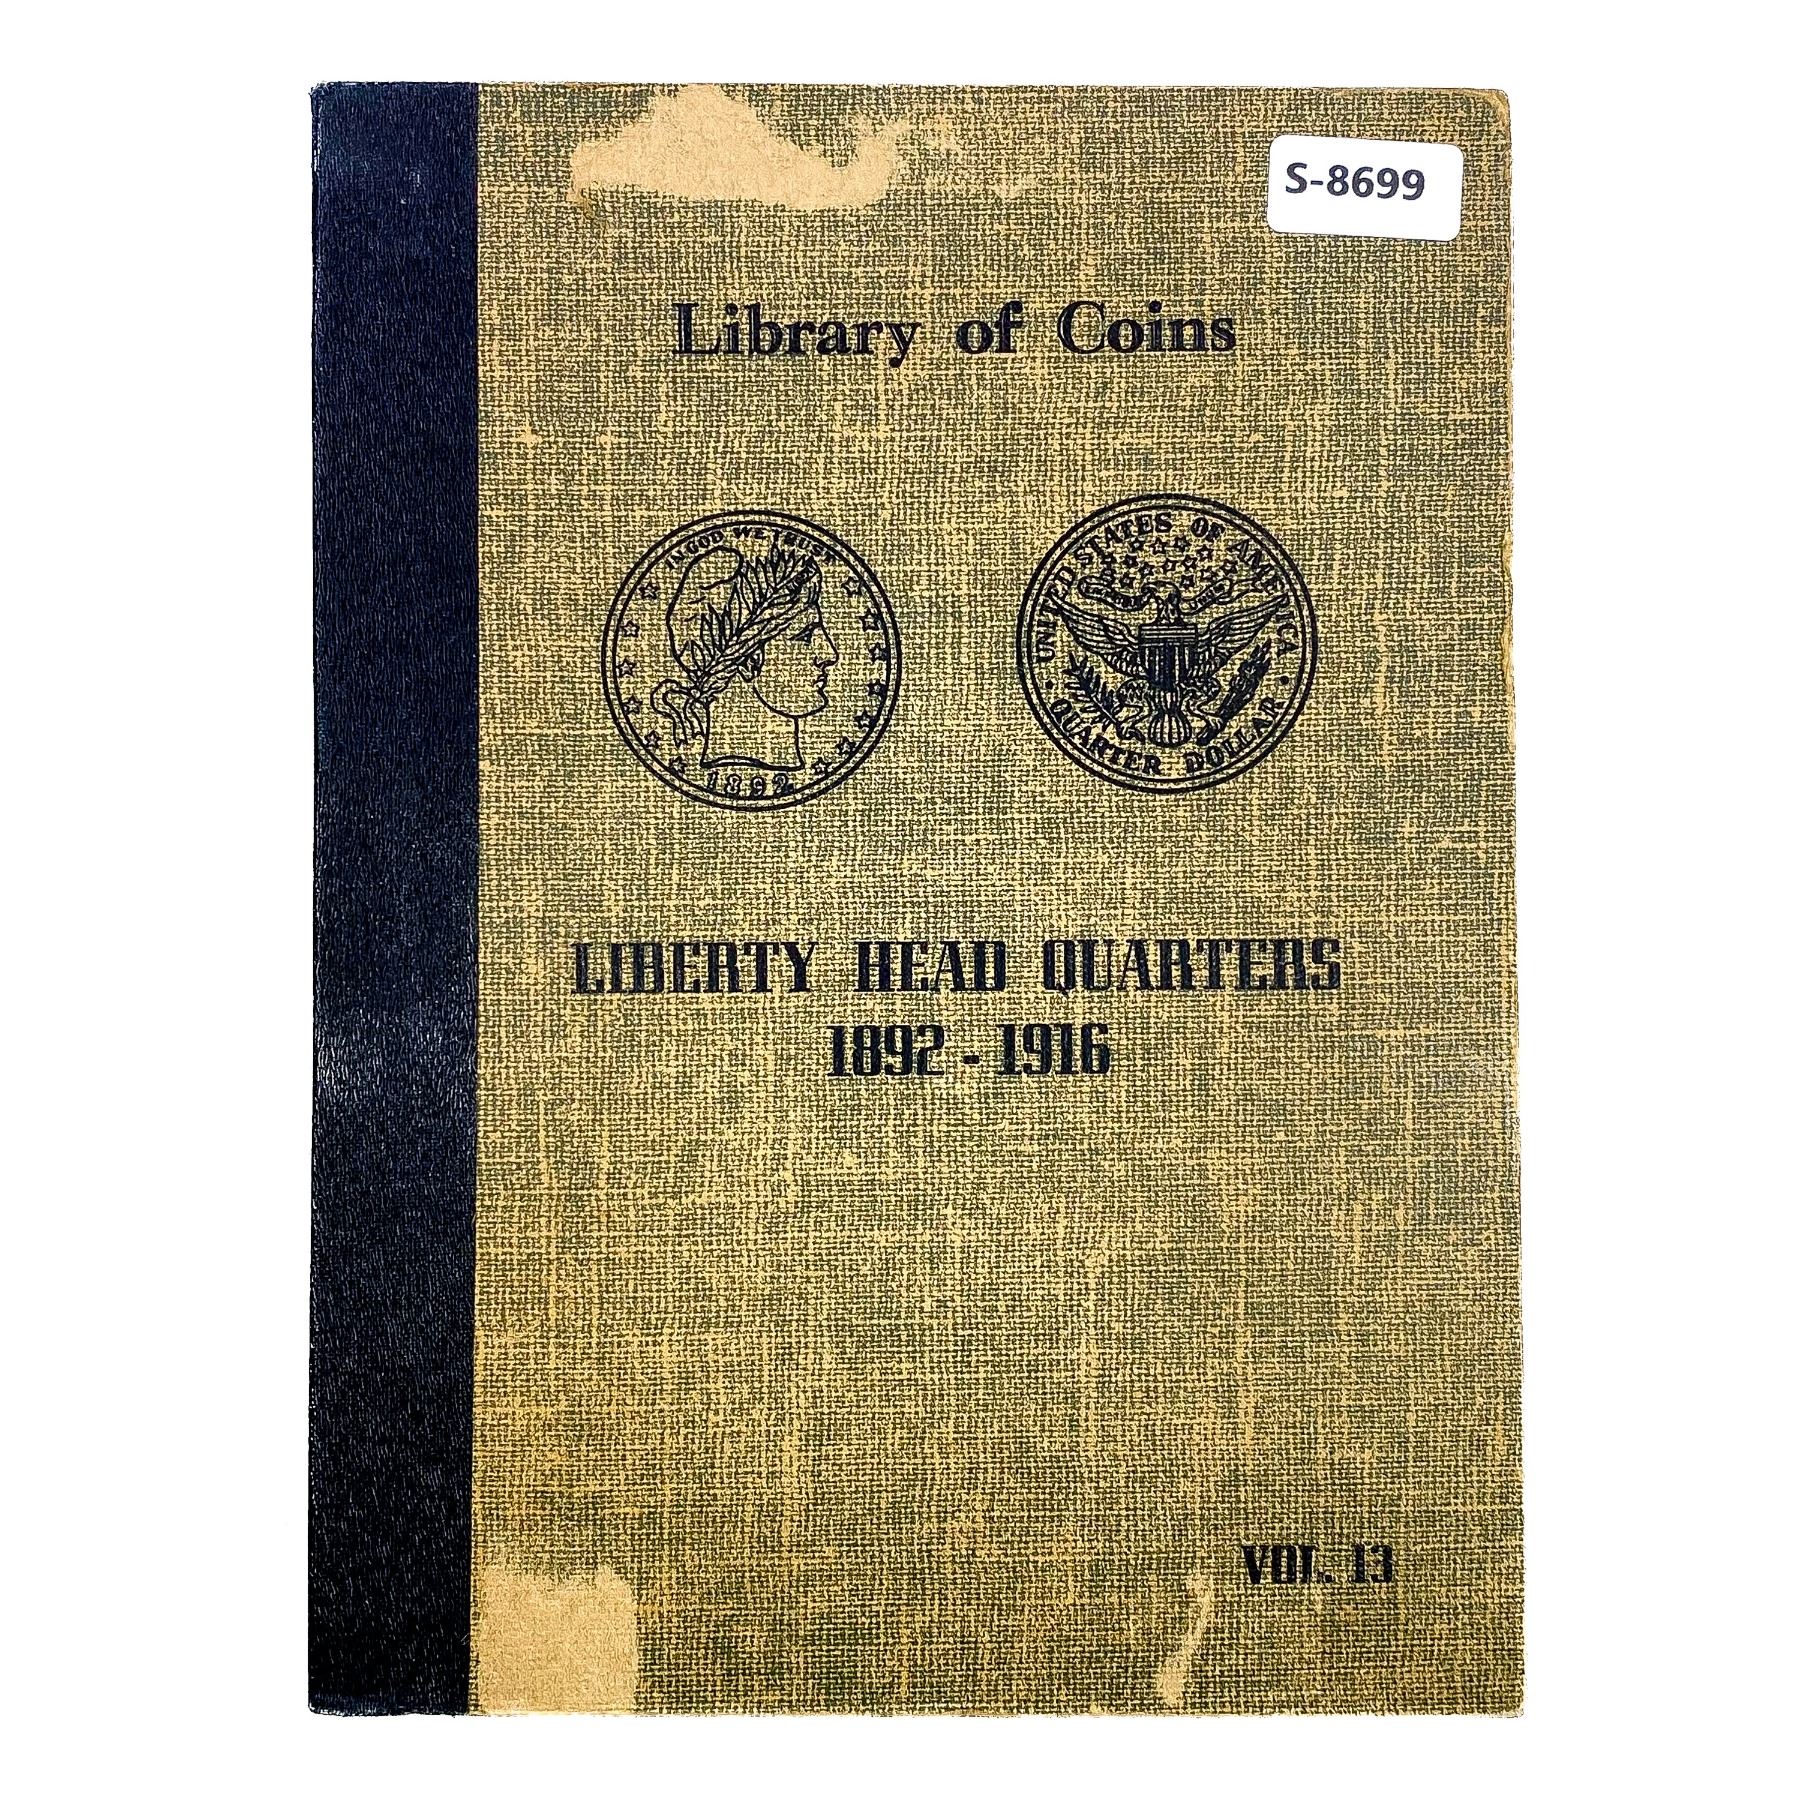 S-8699
Library of Coins
IN GOD WE TRUST
1892
UNITED STATES OF AMERICA
• QUARTER DOLLAR •
LIBERTY HEAD QUARTERS
1892 - 1916
VOL. 13